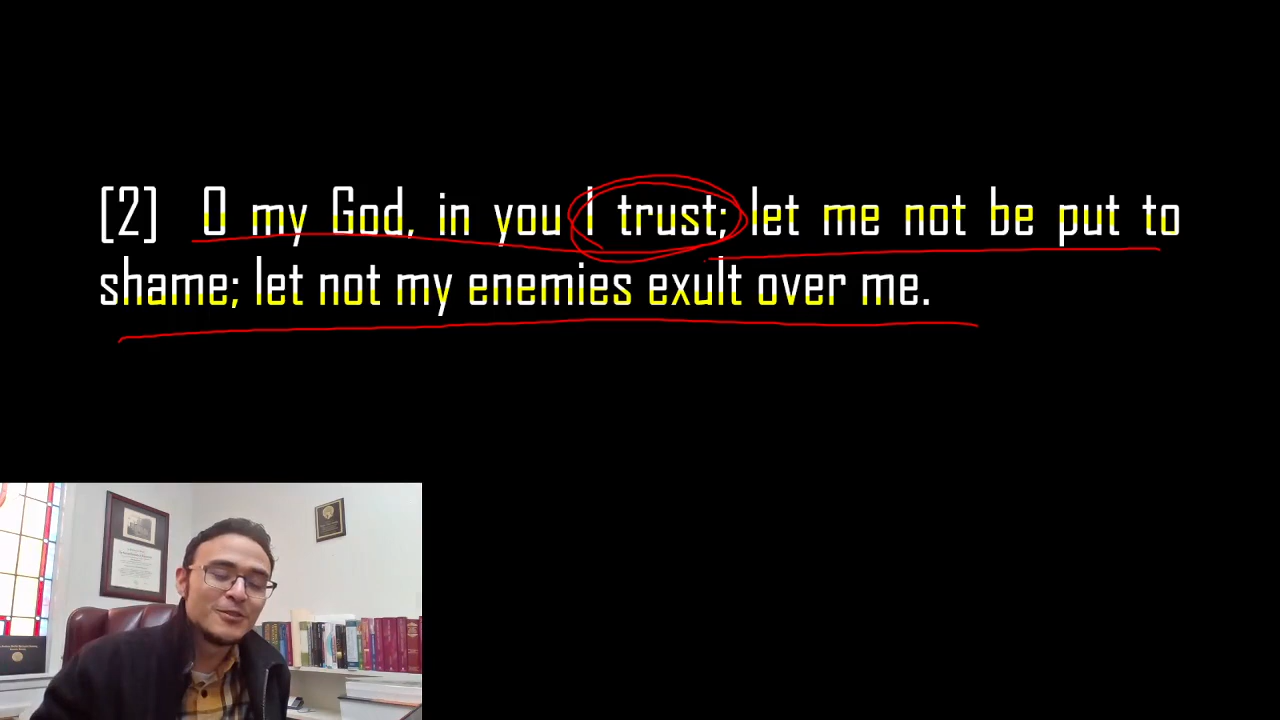 [2] O my God, in you I trust; let me not be put to
shame; let not my enemies exult over me.